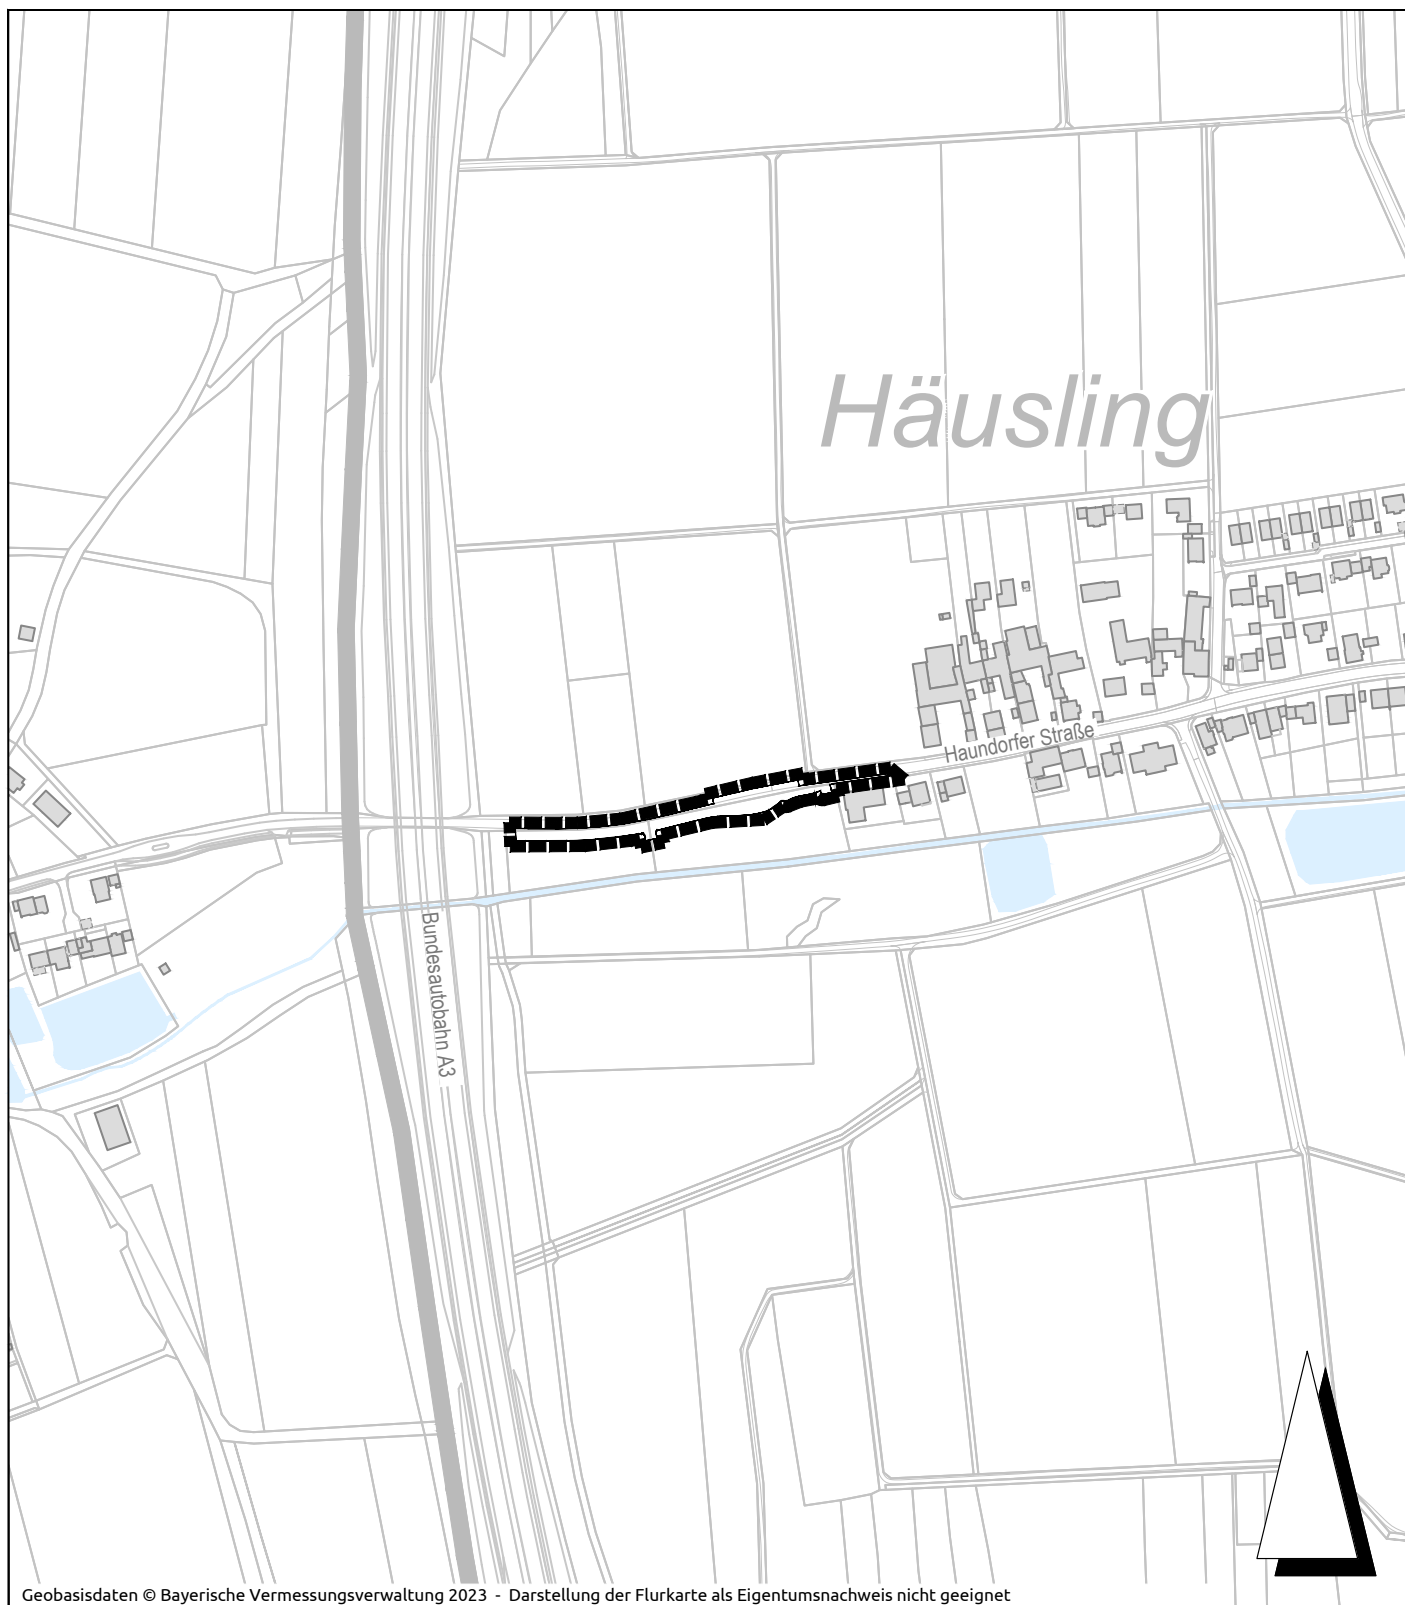 Häusling
Haundorfer Straße
Bundesautobahn A3
Geobasisdaten © Bayerische Vermessungsverwaltung 2023 - Darstellung der Flurkarte als Eigentumsnachweis nicht geeignet